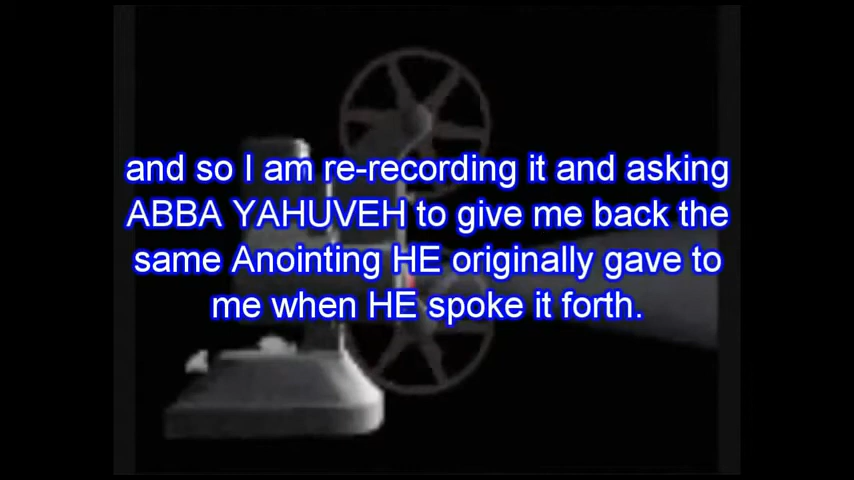 and so I am re-recording it and asking
ABBA YAHUVEH to give me back the
same Anointing HE originally gave to
me when HE spoke it forth.